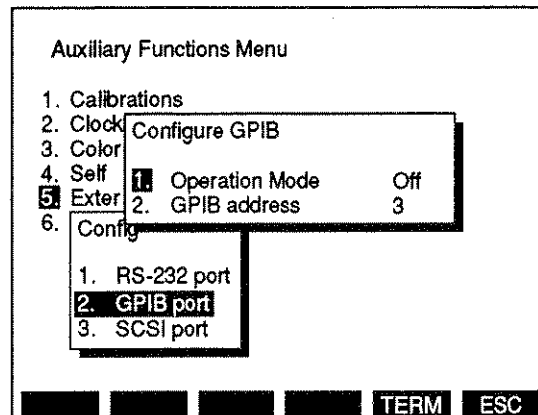 Auxiliary Functions Menu
1. Calibrations
2. Clock
3. Color
4. Self
5. Exter
6.
Configure GPIB
1. Operation Mode Off
2. GPIB address 3
Config
1. RS-232 port
2. GPIB port
3. SCSI port
TERM ESC